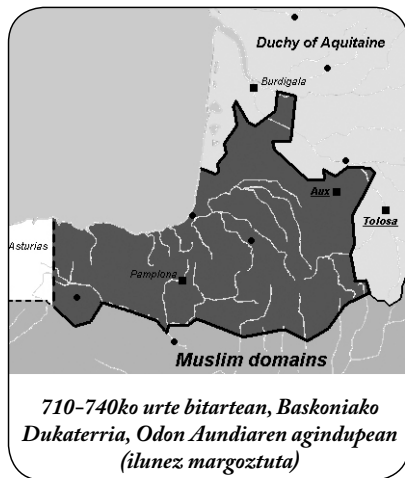 Duchy of Aquitaine
Burdigala
Aux
Tolosa
Asturias
Pamplona
Muslim domains
710-740ko urte bitartean, Baskoniako
Dukaterria, Odon Aundiaren agindupean
(ilunez margoztuta)